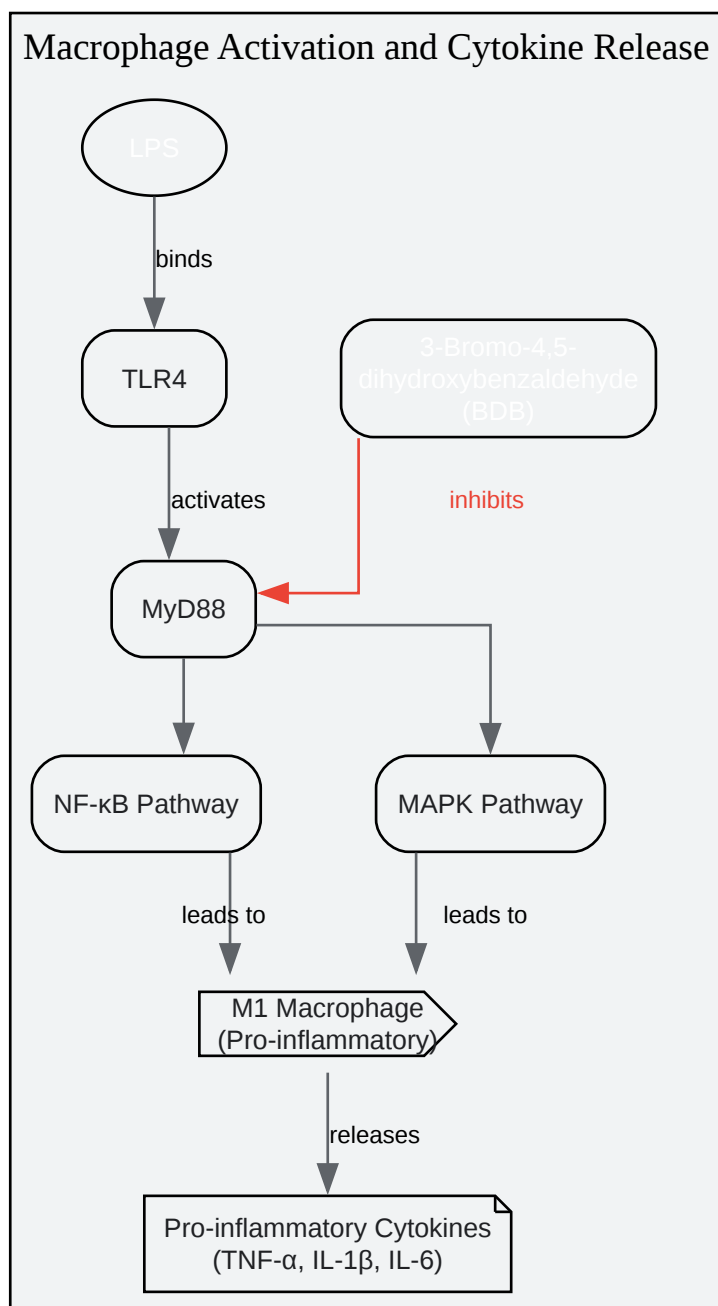 Macrophage Activation and Cytokine Release
LPS
binds
TLR4
3-Bromo-4,5-
dihydroxybenzaldehyde
(BDB)
activates
inhibits
MyD88
NF-κB Pathway
MAPK Pathway
leads to
leads to
M1 Macrophage
(Pro-inflammatory)
releases
Pro-inflammatory Cytokines
(TNF-α, IL-1β, IL-6)